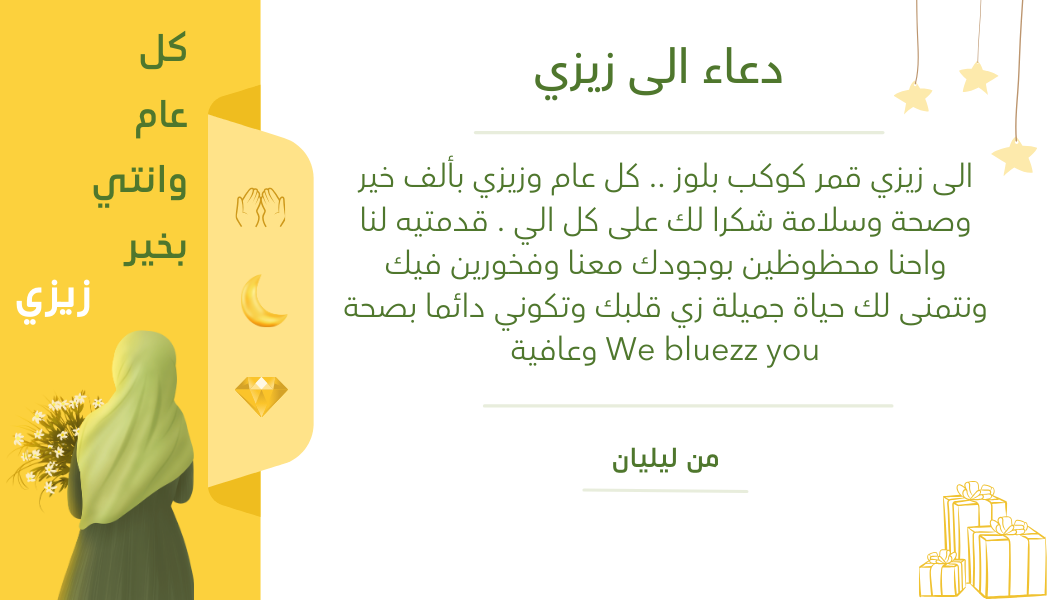 كل
عام
وانتي
بخير
زيزي
دعاء الى زيزي
الى زيزي قمر كوكب بلوز .. كل عام وزيزي بألف خير
وصحة وسلامة شكرا لك على كل الي . قدمتيه لنا
واحنا محظوظين بوجودك معنا وفخورين فيك
ونتمنى لك حياة جميلة زي قلبك وتكوني دائما بصحة
وعافية We bluezz you
من ليليان